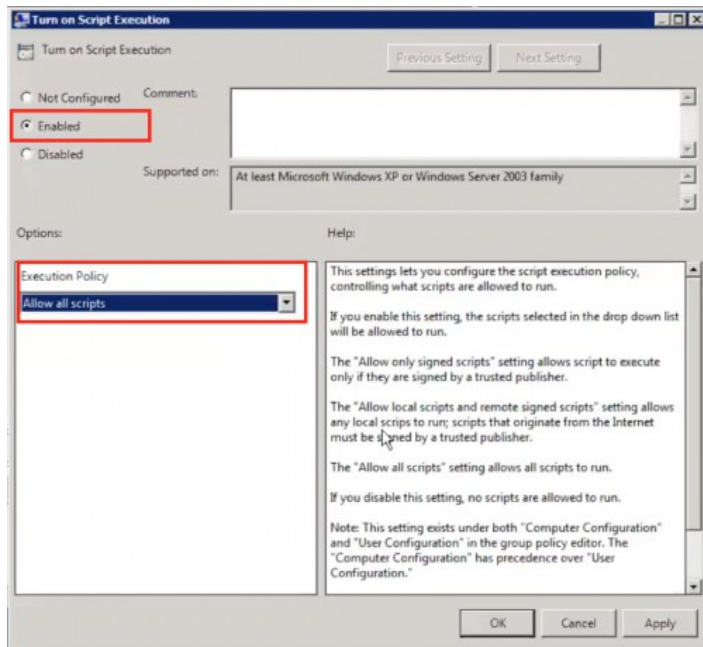 Turn on Script Execution
Turn on Script Execution
Previous Setting
Next Setting
Not Configured
Comment:
Enabled
Disabled
Supported on:
At least Microsoft Windows XP or Windows Server 2003 family
Options:
Help:
Execution Policy
Allow all scripts
This settings lets you configure the script execution policy,
controlling what scripts are allowed to run.
If you enable this setting, the scripts selected in the drop down list
will be allowed to run.
The "Allow only signed scripts" setting allows script to execute
only if they are signed by a trusted publisher.
The "Allow local scripts and remote signed scripts" setting allows
any local scrips to run; scripts that originate from the Internet
must be signed by a trusted publisher.
The "Allow all scripts" setting allows all scripts to run.
If you disable this setting, no scripts are allowed to run.
Note: This setting exists under both "Computer Configuration"
and "User Configuration" in the group policy editor. The
"Computer Configuration" has precedence over "User
Configuration."
OK
Cancel
Apply